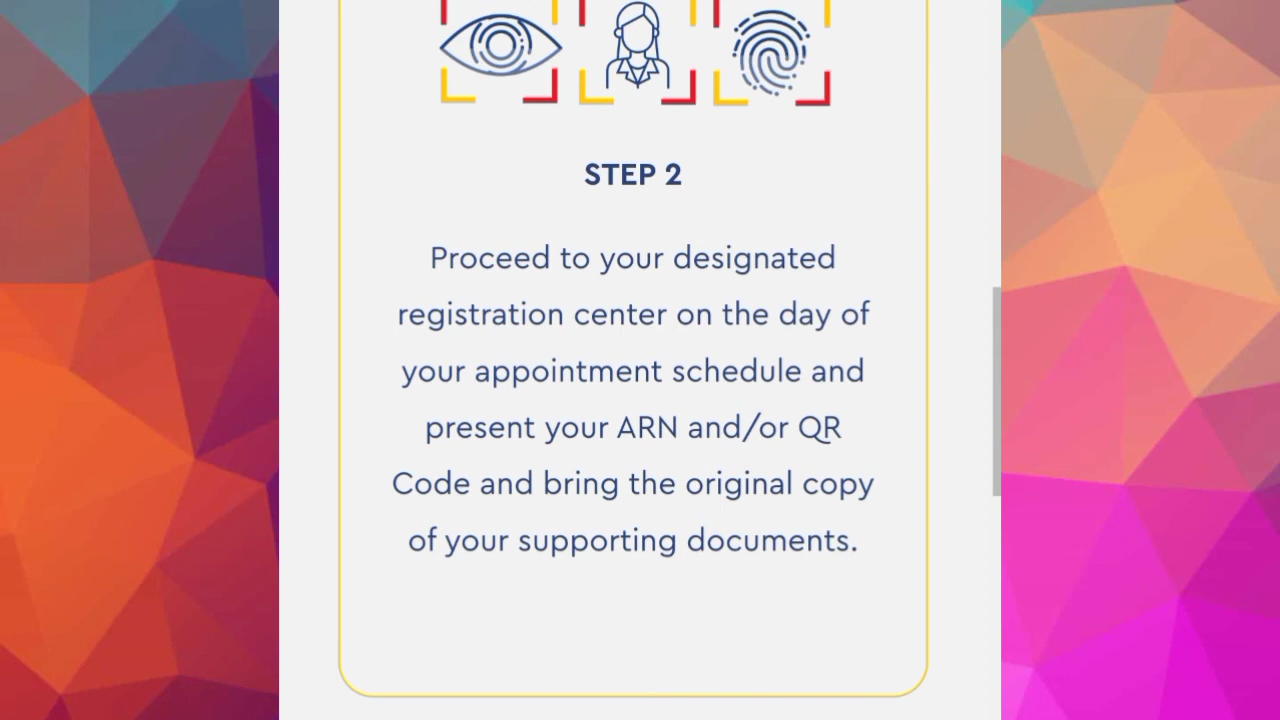 STEP 2
Proceed to your designated
registration center on the day of
your appointment schedule and
present your ARN and/or QR
Code and bring the original copy
of your supporting documents.